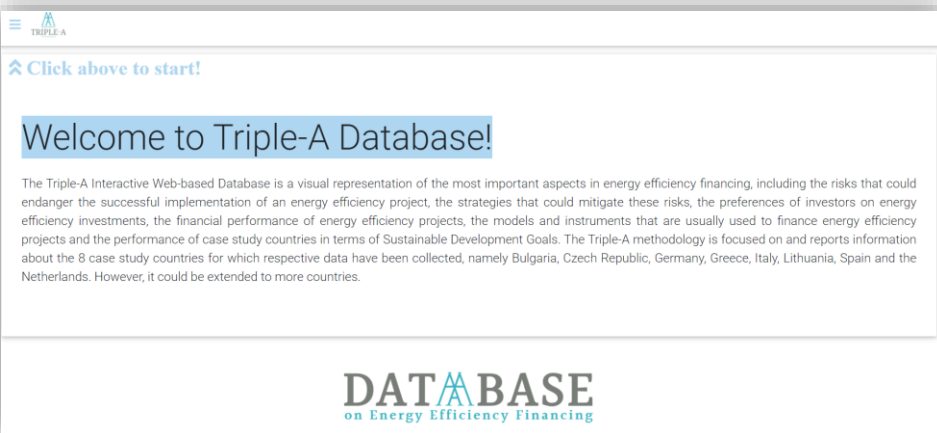 TRIPLE-A
Click above to start!
Welcome to Triple-A Database!
The Triple-A Interactive Web-based Database is a visual representation of the most important aspects in energy efficiency financing, including the risks that could
endanger the successful implementation of an energy efficiency project, the strategies that could mitigate these risks, the preferences of investors on energy
efficiency investments, the financial performance of energy efficiency projects, the models and instruments that are usually used to finance energy efficiency
projects and the performance of case study countries in terms of Sustainable Development Goals. The Triple-A methodology is focused on and reports information
about the 8 case study countries for which respective data have been collected, namely Bulgaria, Czech Republic, Germany, Greece, Italy, Lithuania, Spain and the
Netherlands. However, it could be extended to more countries.
DATABASE
on Energy Efficiency Financing